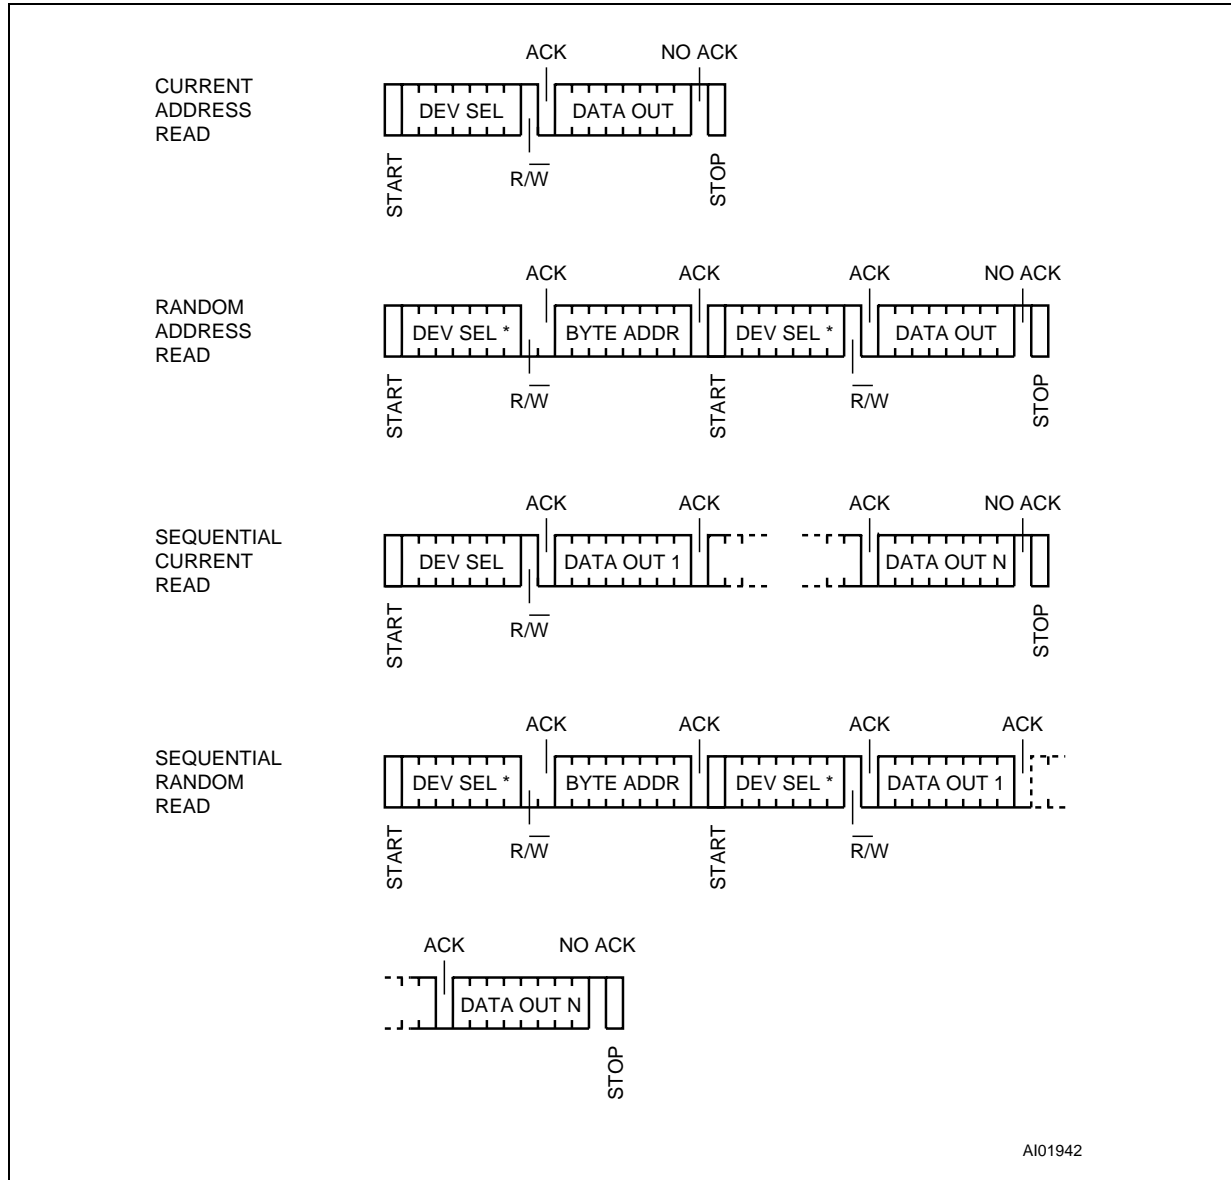 ACK NO ACK
CURRENT
ADDRESS
READ
DEV SEL DATA OUT
START R/W̅ STOP
ACK ACK ACK NO ACK
RANDOM
ADDRESS
READ
DEV SEL * BYTE ADDR DEV SEL * DATA OUT
START R/W̅ START R̅/W STOP
ACK ACK ACK NO ACK
SEQUENTIAL
CURRENT
READ
DEV SEL DATA OUT 1 DATA OUT N
START R/W̅ STOP
ACK ACK ACK ACK
SEQUENTIAL
RANDOM
READ
DEV SEL * BYTE ADDR DEV SEL * DATA OUT 1
START R/W̅ START R̅/W
ACK NO ACK
DATA OUT N
STOP
AI01942